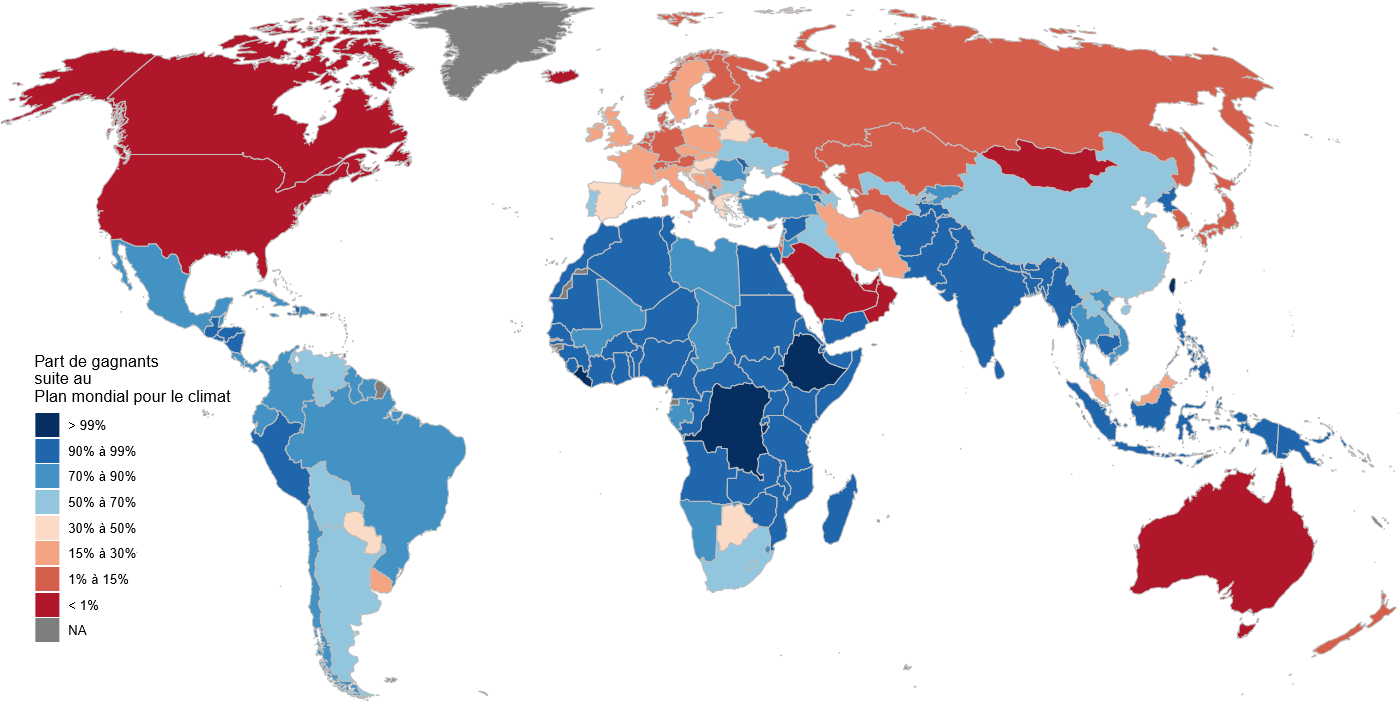 Part de gagnants
suite au
Plan mondial pour le climat
> 99%
90% à 99%
70% à 90%
50% à 70%
30% à 50%
15% à 30%
1% à 15%
< 1%
NA